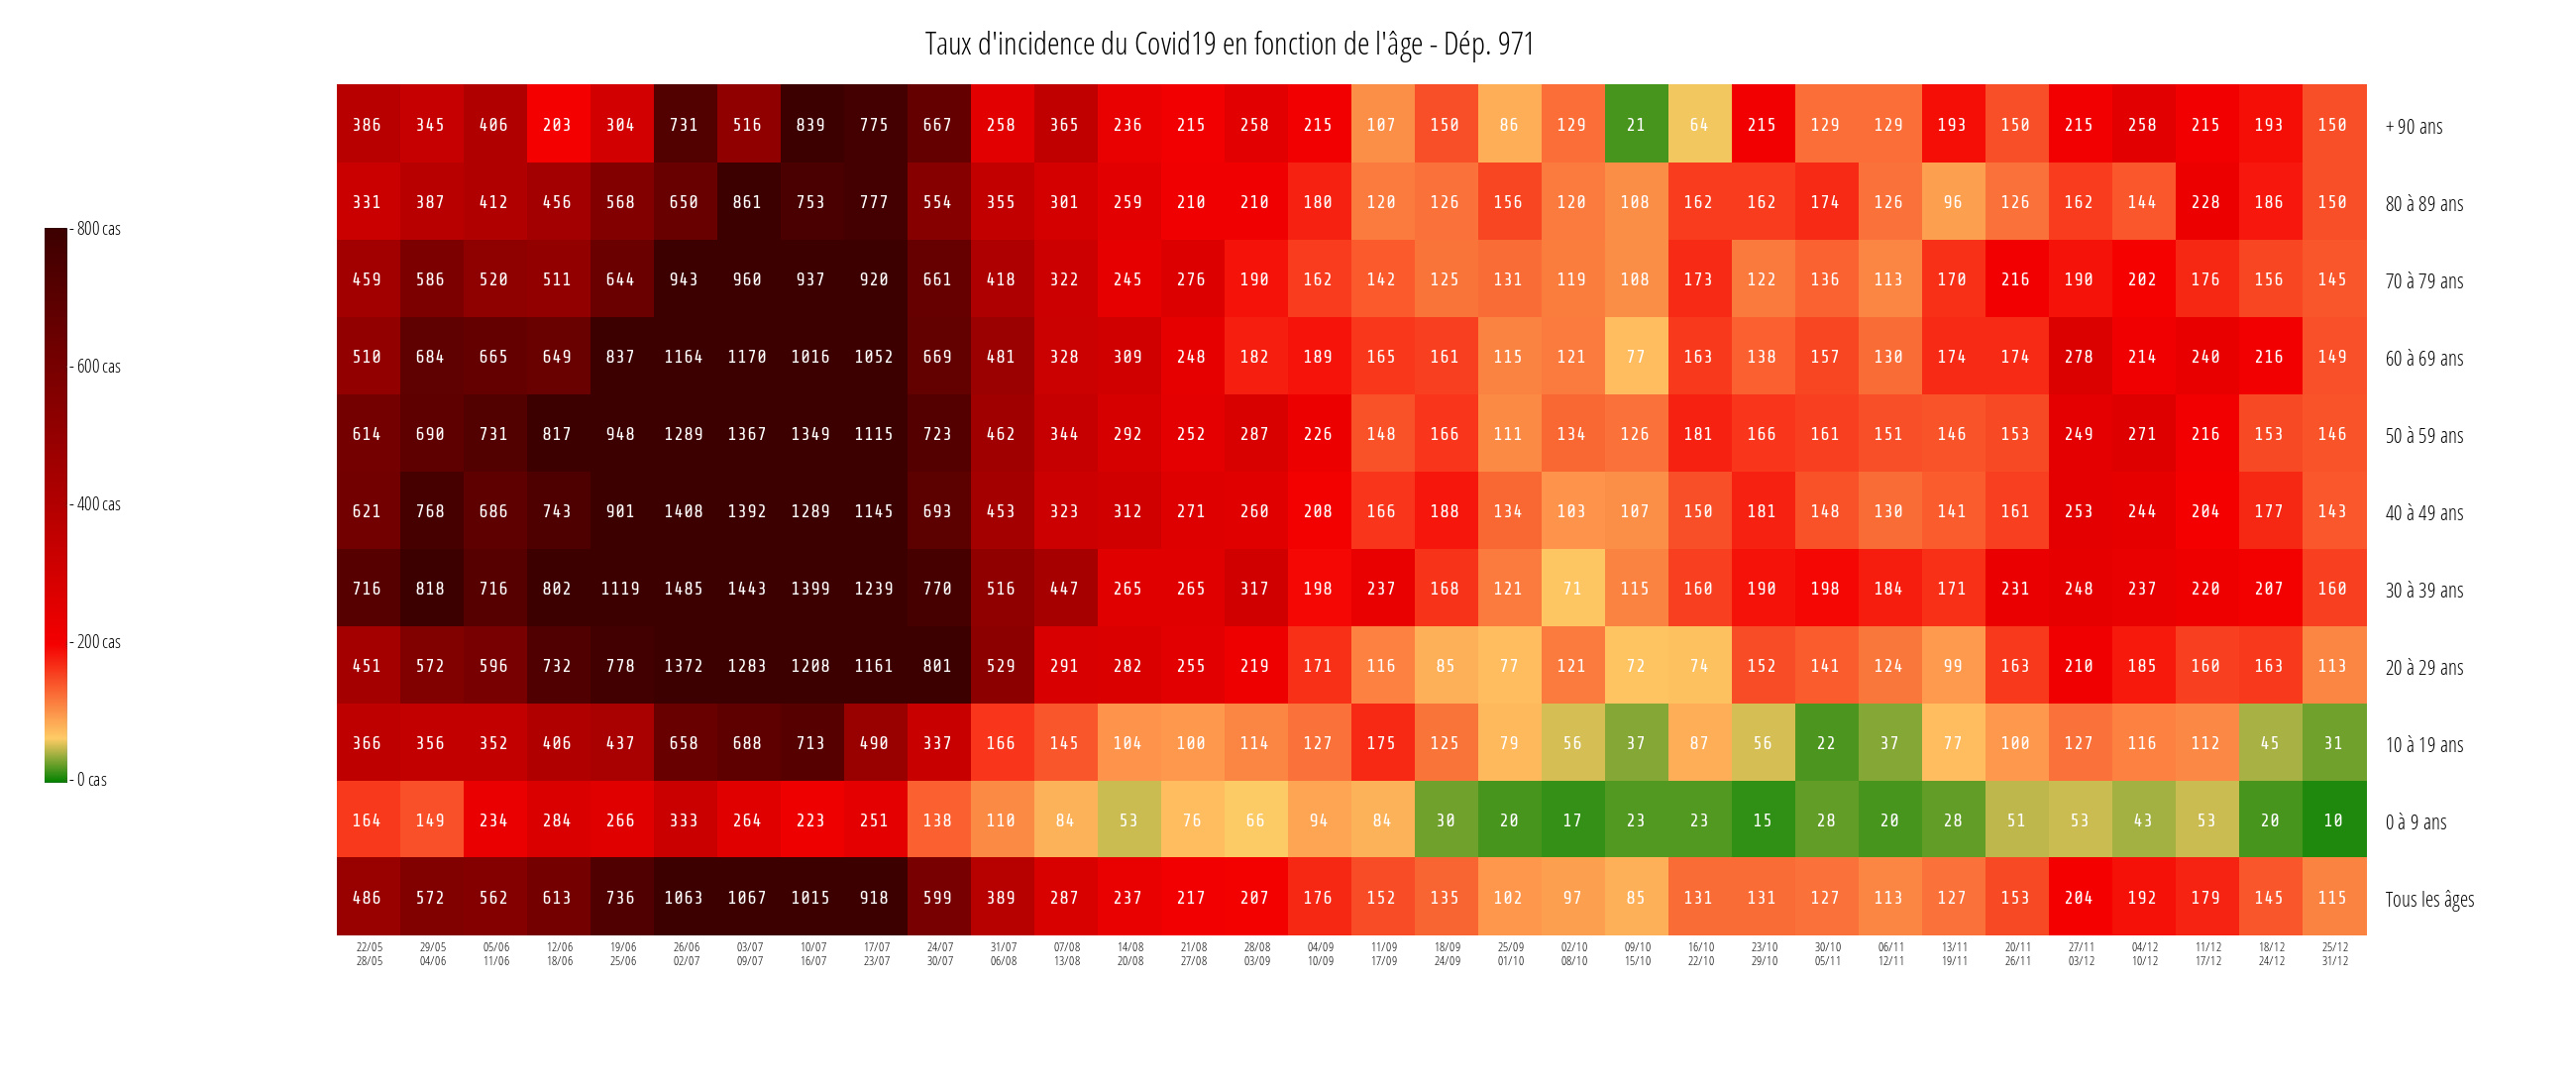 Taux d'incidence du Covid19 en fonction de l'âge - Dép. 971
- 800 cas
- 600 cas
- 400 cas
- 200 cas
- 0 cas
386 345 406 203 304 731 516 839 775 667 258 365 236 215 258 215 107 150 86 129 21 64 215 129 129 193 150 215 258 215 193 150 + 90 ans
331 387 412 456 568 650 861 753 777 554 355 301 259 210 210 180 120 126 156 120 108 162 162 174 126 96 126 162 144 228 186 150 80 à 89 ans
459 586 520 511 644 943 960 937 920 661 418 322 245 276 190 162 142 125 131 119 108 173 122 136 113 170 216 190 202 176 156 145 70 à 79 ans
510 684 665 649 837 1164 1170 1016 1052 669 481 328 309 248 182 189 165 161 115 121 77 163 138 157 130 174 174 278 214 240 216 149 60 à 69 ans
614 690 731 817 948 1289 1367 1349 1115 723 462 344 292 252 287 226 148 166 111 134 126 181 166 161 151 146 153 249 271 216 153 146 50 à 59 ans
621 768 686 743 901 1408 1392 1289 1145 693 453 323 312 271 260 208 166 188 134 103 107 150 181 148 130 141 161 253 244 204 177 143 40 à 49 ans
716 818 716 802 1119 1485 1443 1399 1239 770 516 447 265 265 317 198 237 168 121 71 115 160 190 198 184 171 231 248 237 220 207 160 30 à 39 ans
451 572 596 732 778 1372 1283 1208 1161 801 529 291 282 255 219 171 116 85 77 121 72 74 152 141 124 99 163 210 185 160 163 113 20 à 29 ans
366 356 352 406 437 658 688 713 490 337 166 145 104 100 114 127 175 125 79 56 37 87 56 22 37 77 100 127 116 112 45 31 10 à 19 ans
164 149 234 284 266 333 264 223 251 138 110 84 53 76 66 94 84 30 20 17 23 23 15 28 20 28 51 53 43 53 20 10 0 à 9 ans
486 572 562 613 736 1063 1067 1015 918 599 389 287 237 217 207 176 152 135 102 97 85 131 131 127 113 127 153 204 192 179 145 115 Tous les âges
22/05 29/05 05/06 12/06 19/06 26/06 03/07 10/07 17/07 24/07 31/07 07/08 14/08 21/08 28/08 04/09 11/09 18/09 25/09 02/10 09/10 16/10 23/10 30/10 06/11 13/11 20/11 27/11 04/12 11/12 18/12 25/12
28/05 04/06 11/06 18/06 25/06 02/07 09/07 16/07 23/07 30/07 06/08 13/08 20/08 27/08 03/09 10/09 17/09 24/09 01/10 08/10 15/10 22/10 29/10 05/11 12/11 19/11 26/11 03/12 10/12 17/12 24/12 31/12